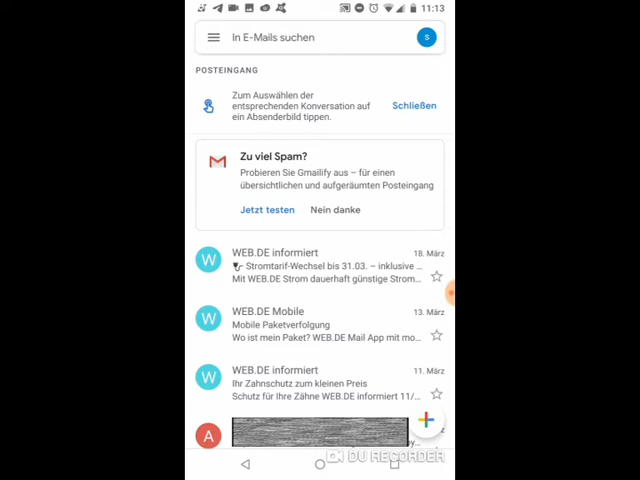 11:13
In E-Mails suchen
S
POSTEINGANG
Zum Auswählen der
entsprechenden Konversation auf
ein Absenderbild tippen.
Schließen
Zu viel Spam?
Probieren Sie Gmailify aus – für einen
übersichtlichen und aufgeräumten Posteingang
Jetzt testen Nein danke
W
WEB.DE informiert 18. März
Stromtarif-Wechsel bis 31.03. – inklusive ...
Mit WEB.DE Strom dauerhaft günstige Strom...
W
WEB.DE Mobile 13. März
Mobile Paketverfolgung
Wo ist mein Paket? WEB.DE Mail App mit mo...
W
WEB.DE informiert 11. März
Ihr Zahnschutz zum kleinen Preis
Schutz für Ihre Zähne WEB.DE informiert 11/...
A
DU RECORDER